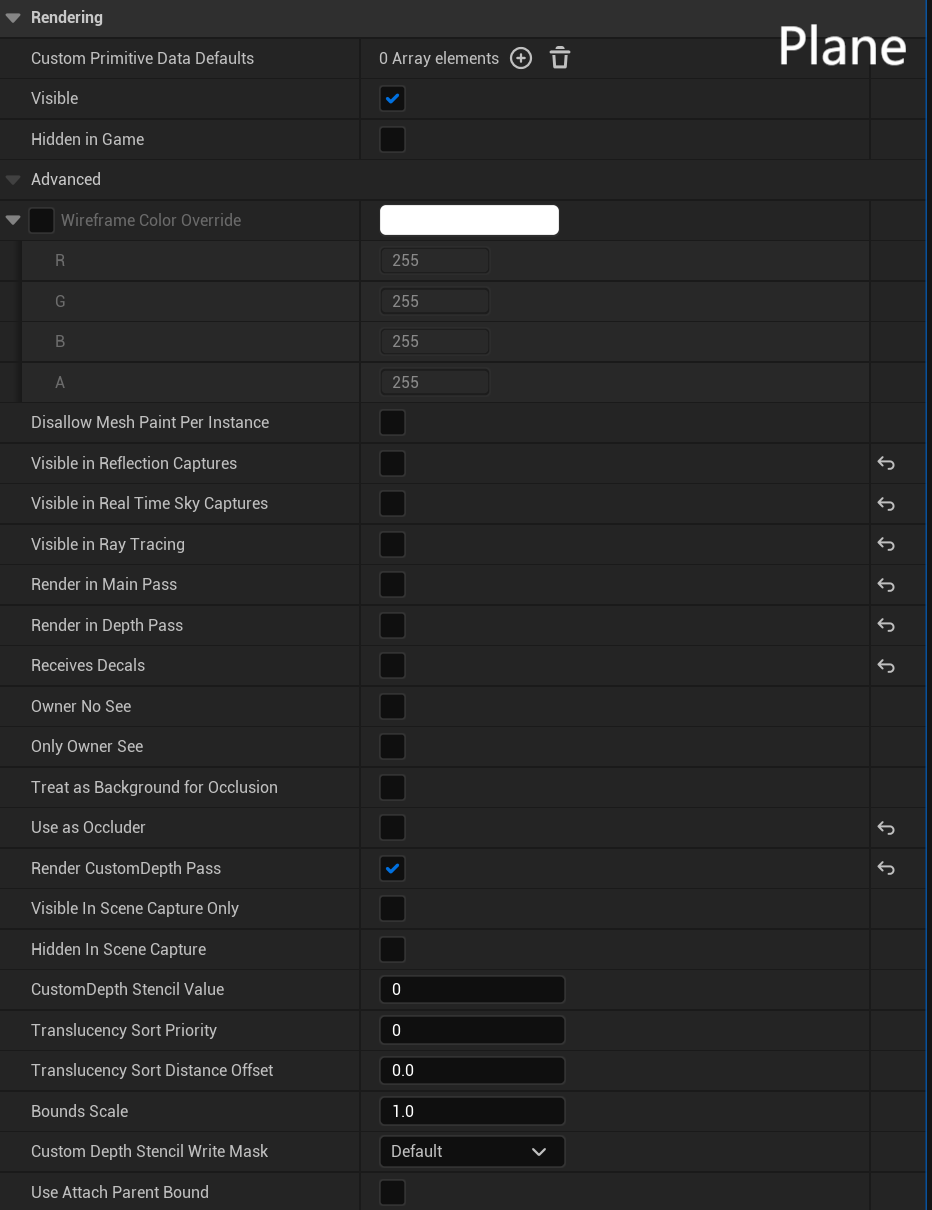 Rendering
Plane
Custom Primitive Data Defaults 0 Array elements
Visible
Hidden in Game
Advanced
Wireframe Color Override
R 255
G 255
B 255
A 255
Disallow Mesh Paint Per Instance
Visible in Reflection Captures
Visible in Real Time Sky Captures
Visible in Ray Tracing
Render in Main Pass
Render in Depth Pass
Receives Decals
Owner No See
Only Owner See
Treat as Background for Occlusion
Use as Occluder
Render CustomDepth Pass
Visible In Scene Capture Only
Hidden In Scene Capture
CustomDepth Stencil Value 0
Translucency Sort Priority 0
Translucency Sort Distance Offset 0.0
Bounds Scale 1.0
Custom Depth Stencil Write Mask Default
Use Attach Parent Bound